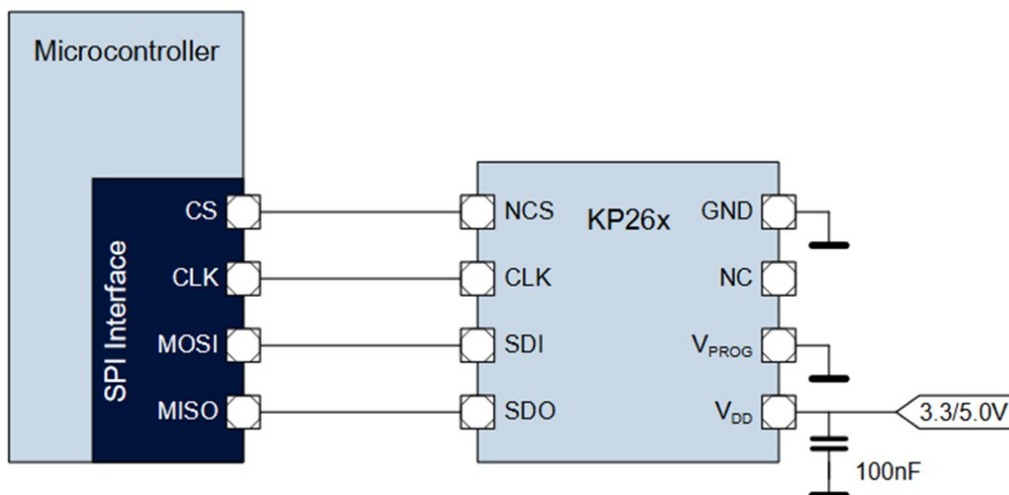 Microcontroller
SPI Interface
CS
CLK
MOSI
MISO
KP26x
NCS
CLK
SDI
SDO
GND
NC
VPROG
VDD
3.3/5.0V
100nF